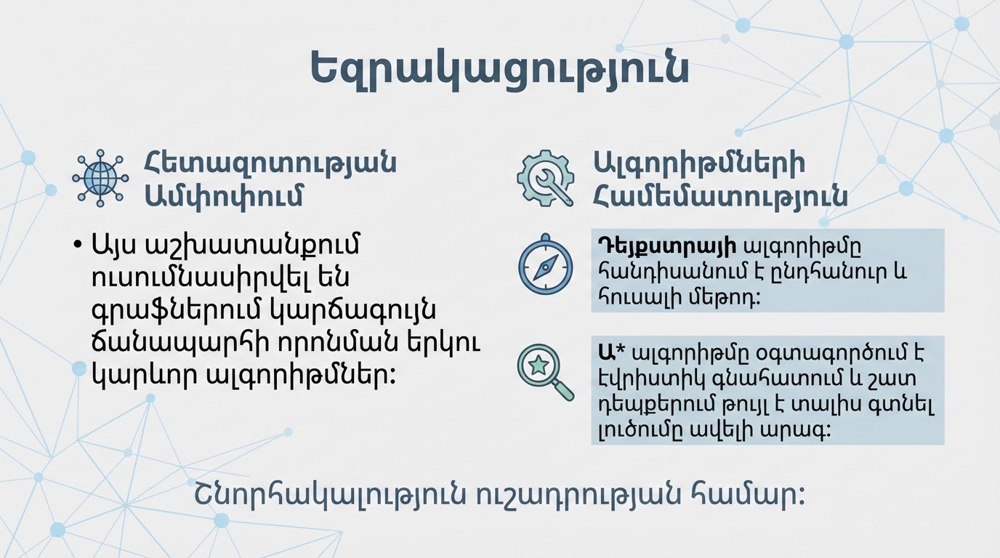 Եզրակացություն
Հետազոտության
Ամփոփում
• Այս աշխատանքում
ուսումնասիրվել են
գրաֆներում կարճագույն
ճանապարհի որոնման երկու
կարևոր ալգորիթմներ:
Ալգորիթմների
Համեմատություն
Դեյքստրայի ալգորիթմը
հանդիսանում է ընդհանուր և
հուսալի մեթոդ:
Ա* ալգորիթմը օգտագործում է
էվրիստիկ գնահատում և շատ
դեպքերում թույլ է տալիս գտնել
լուծումը ավելի արագ:
Շնորհակալություն ուշադրության համար: